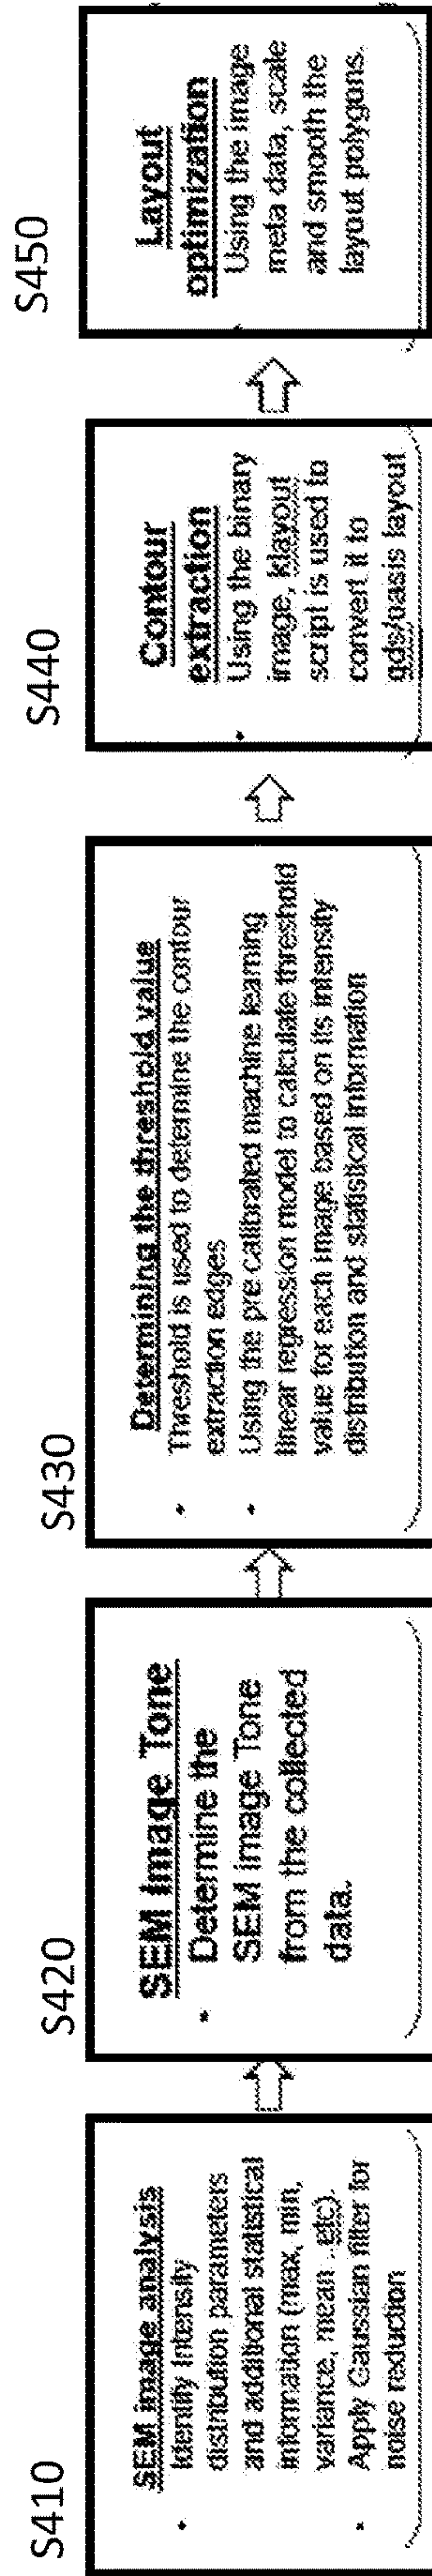 S410
SEM image analysis
Identify Intensity
distribution parameters
and additional statistical
information (max, min,
variance, mean , etc).
Apply Gaussian filter for
noise reduction
S420
SEM Image Tone
Determine the
SEM image Tone
from the collected
data.
S430
Determining the threshold value
Threshold is used to determine the contour
extraction edges
Using the pre calibrated machine learning
linear regression model to calculate threshold
value for each image based on its intensity
distribution and statistical information
S440
Contour
extraction
Using the binary
image, klayout
script is used to
convert it to
gds/oasis layout
S450
Layout
optimization
Using the image
meta data, scale
and smooth the
layout polygons.